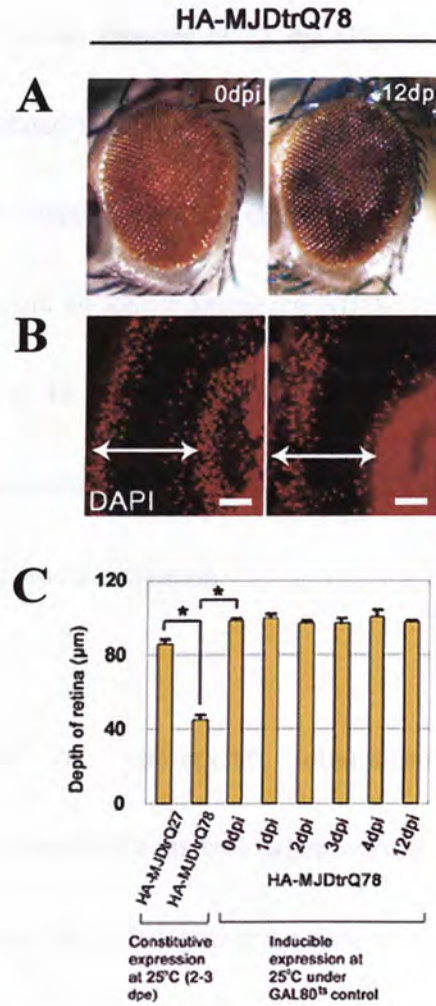 HA-MJDtrQ78
A
0dpi
12dpi
B
DAPI
C
Depth of retina (μm)
120
80
40
0
*
*
HA-MJDtrQ27
HA-MJDtrQ78
0dpi
1dpi
2dpi
3dpi
4dpi
12dpi
HA-MJDtrQ78
Constitutive
expression
at 25°C (2-3
dpe)
Inducible
expression at
25°C under
GAL80ts control